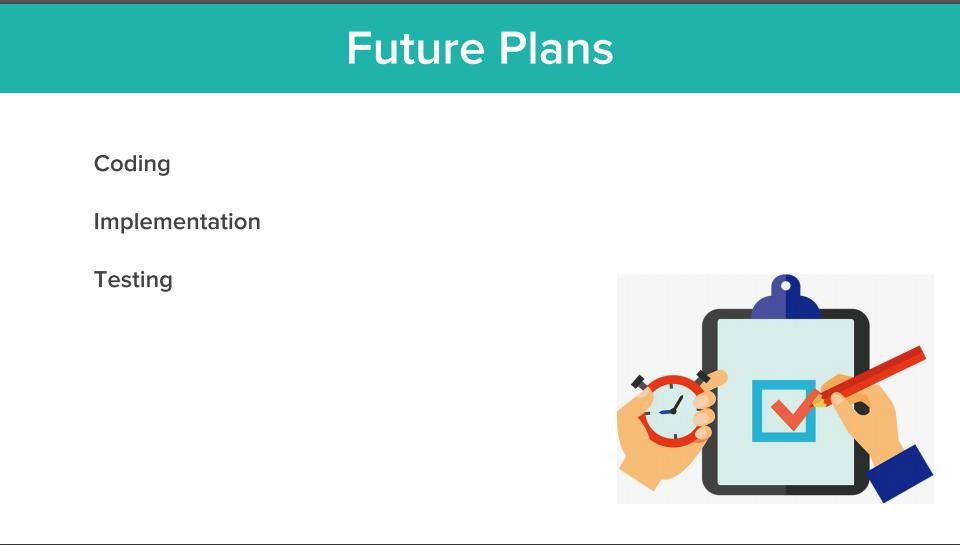 Future Plans
Coding
Implementation
Testing